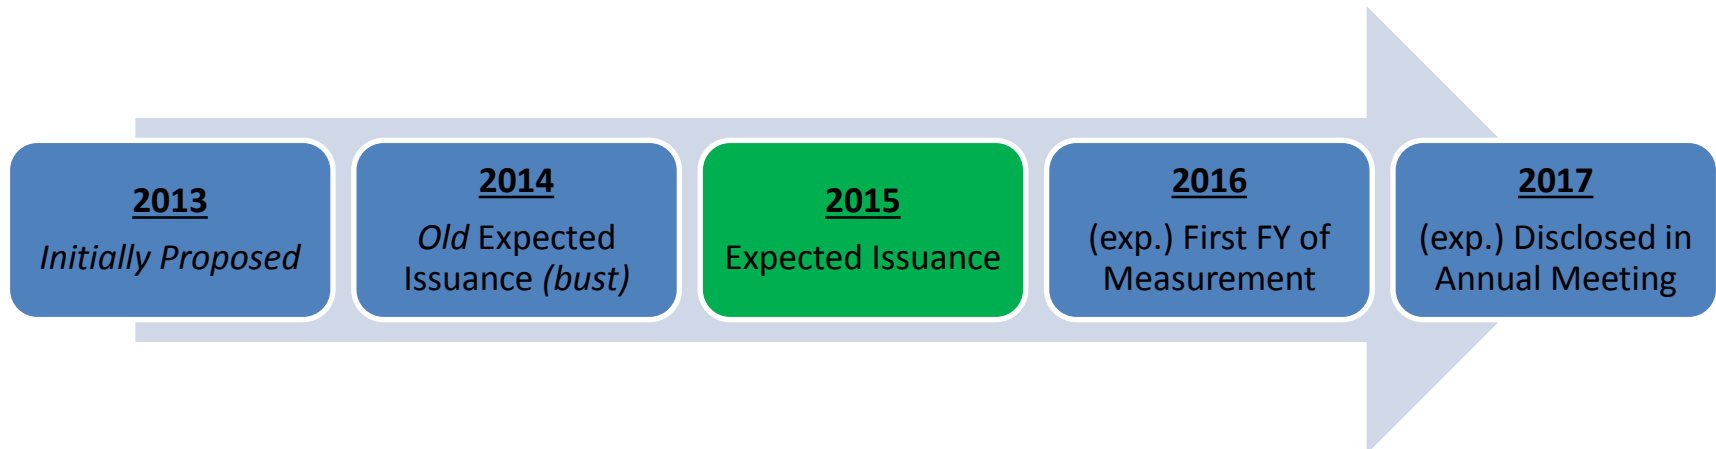 2013
Initially Proposed
2014
Old Expected
Issuance (bust)
2015
Expected Issuance
2016
(exp.) First FY of
Measurement
2017
(exp.) Disclosed in
Annual Meeting